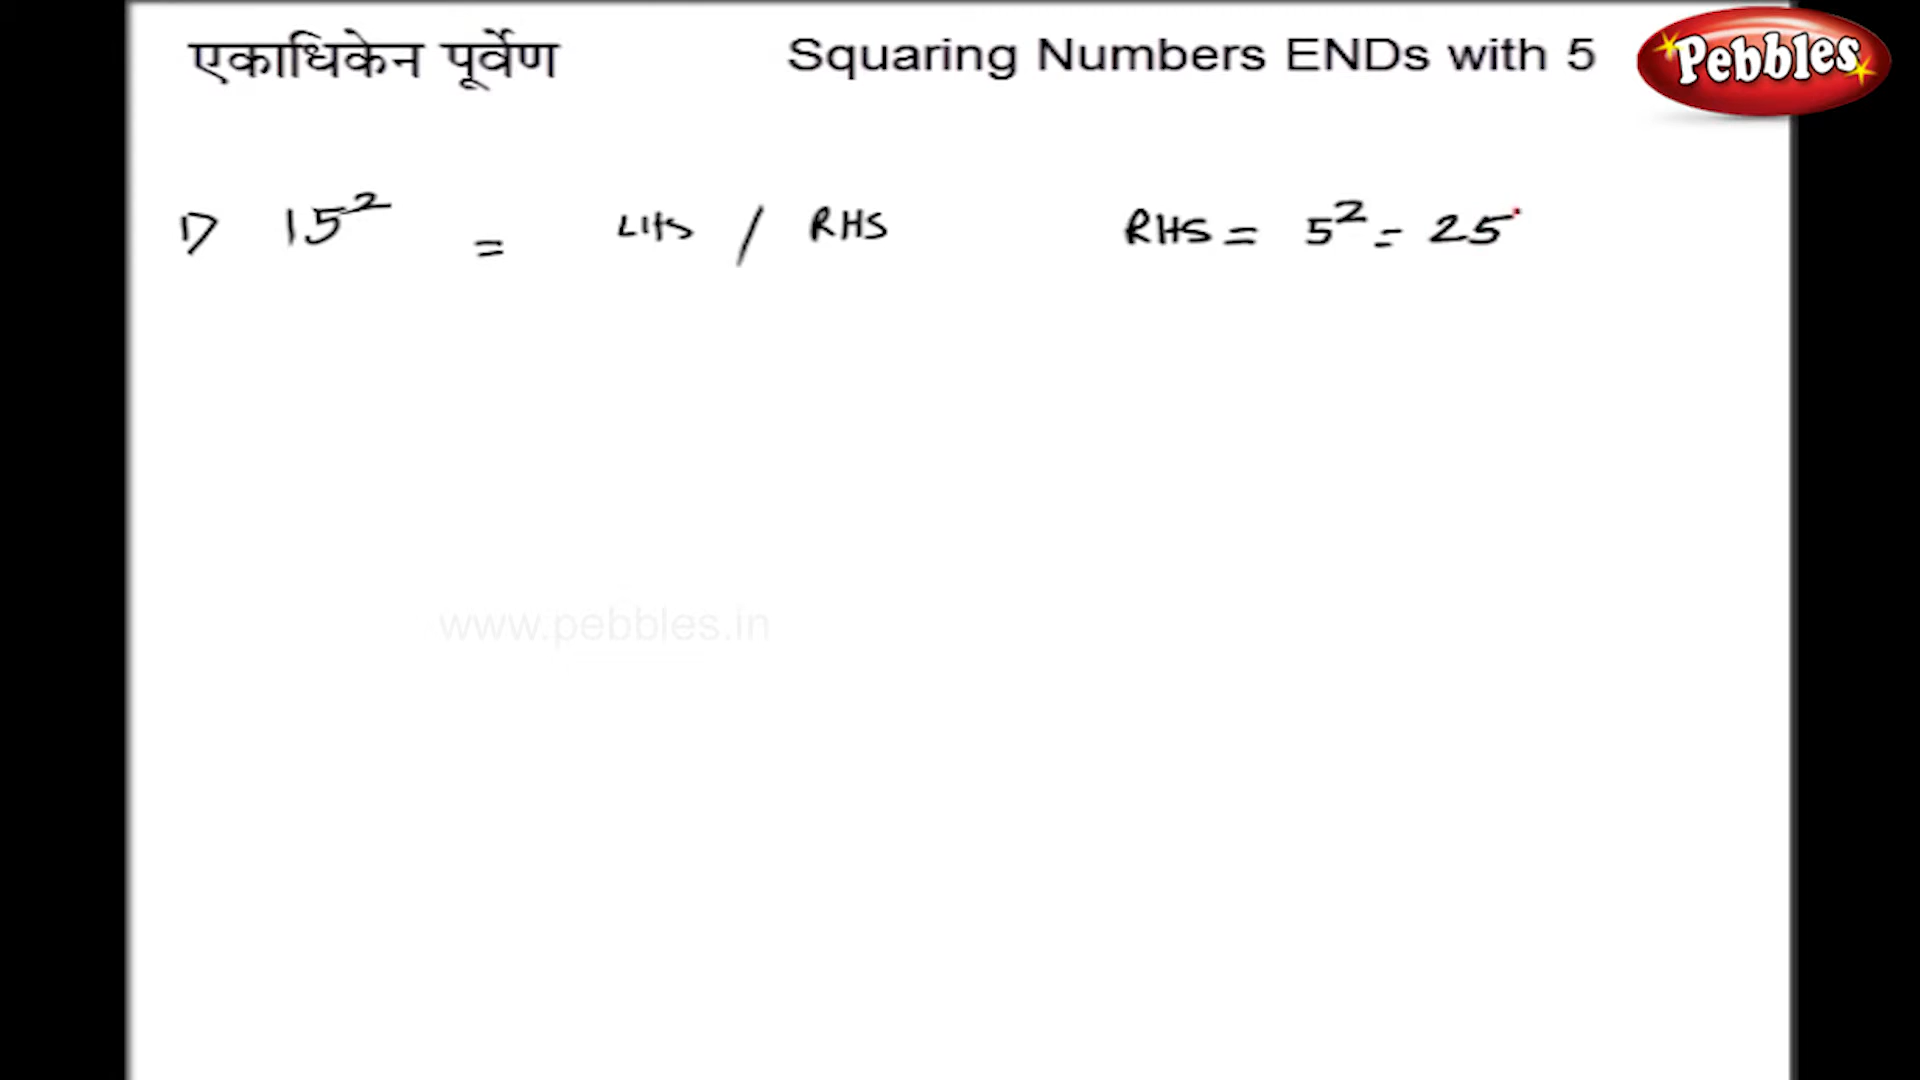 एकाधिकेन पूर्वेण Squaring Numbers ENDs with 5
Pebbles
1) 15² = LHS / RHS RHS = 5² = 25
www.pebbles.in